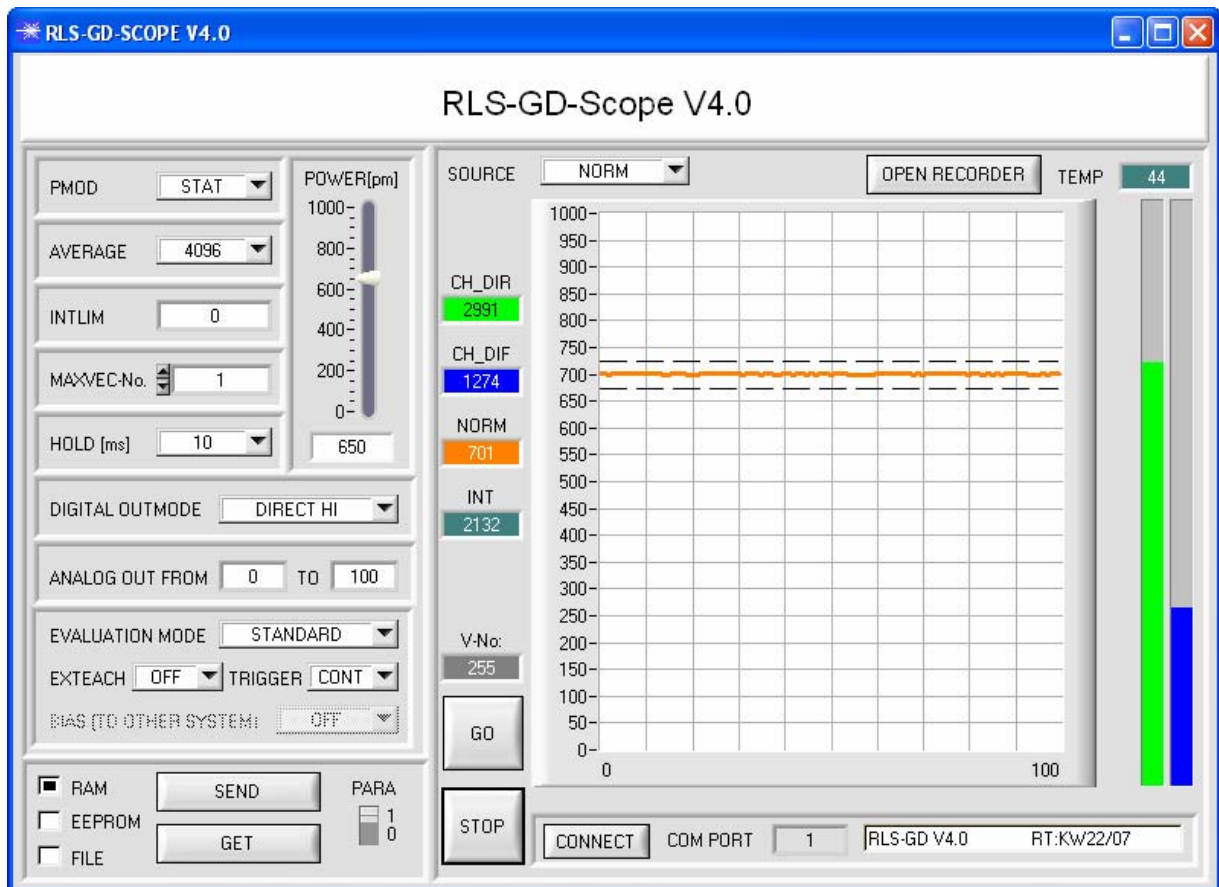 RLS-GD-SCOPE V4.0
RLS-GD-Scope V4.0
PMOD STAT
AVERAGE 4096
INTLIM 0
MAXVEC-No. 1
HOLD [ms] 10
POWER[pm]
1000
800
600
400
200
0
650
DIGITAL OUTMODE DIRECT HI
ANALOG OUT FROM 0 TO 100
EVALUATION MODE STANDARD
EXTEACH OFF TRIGGER CONT
BIAS (TO OTHER SYSTEM): OFF
RAM
EEPROM
FILE
SEND
GET
PARA
1
0
SOURCE NORM
OPEN RECORDER
TEMP 44
CH_DIR
2991
CH_DIF
1274
NORM
701
INT
2132
V-No:
255
GO
STOP
1000
950
900
850
800
750
700
650
600
550
500
450
400
350
300
250
200
150
100
50
0
0 100
CONNECT COM PORT 1 RLS-GD V4.0 RT:KW22/07